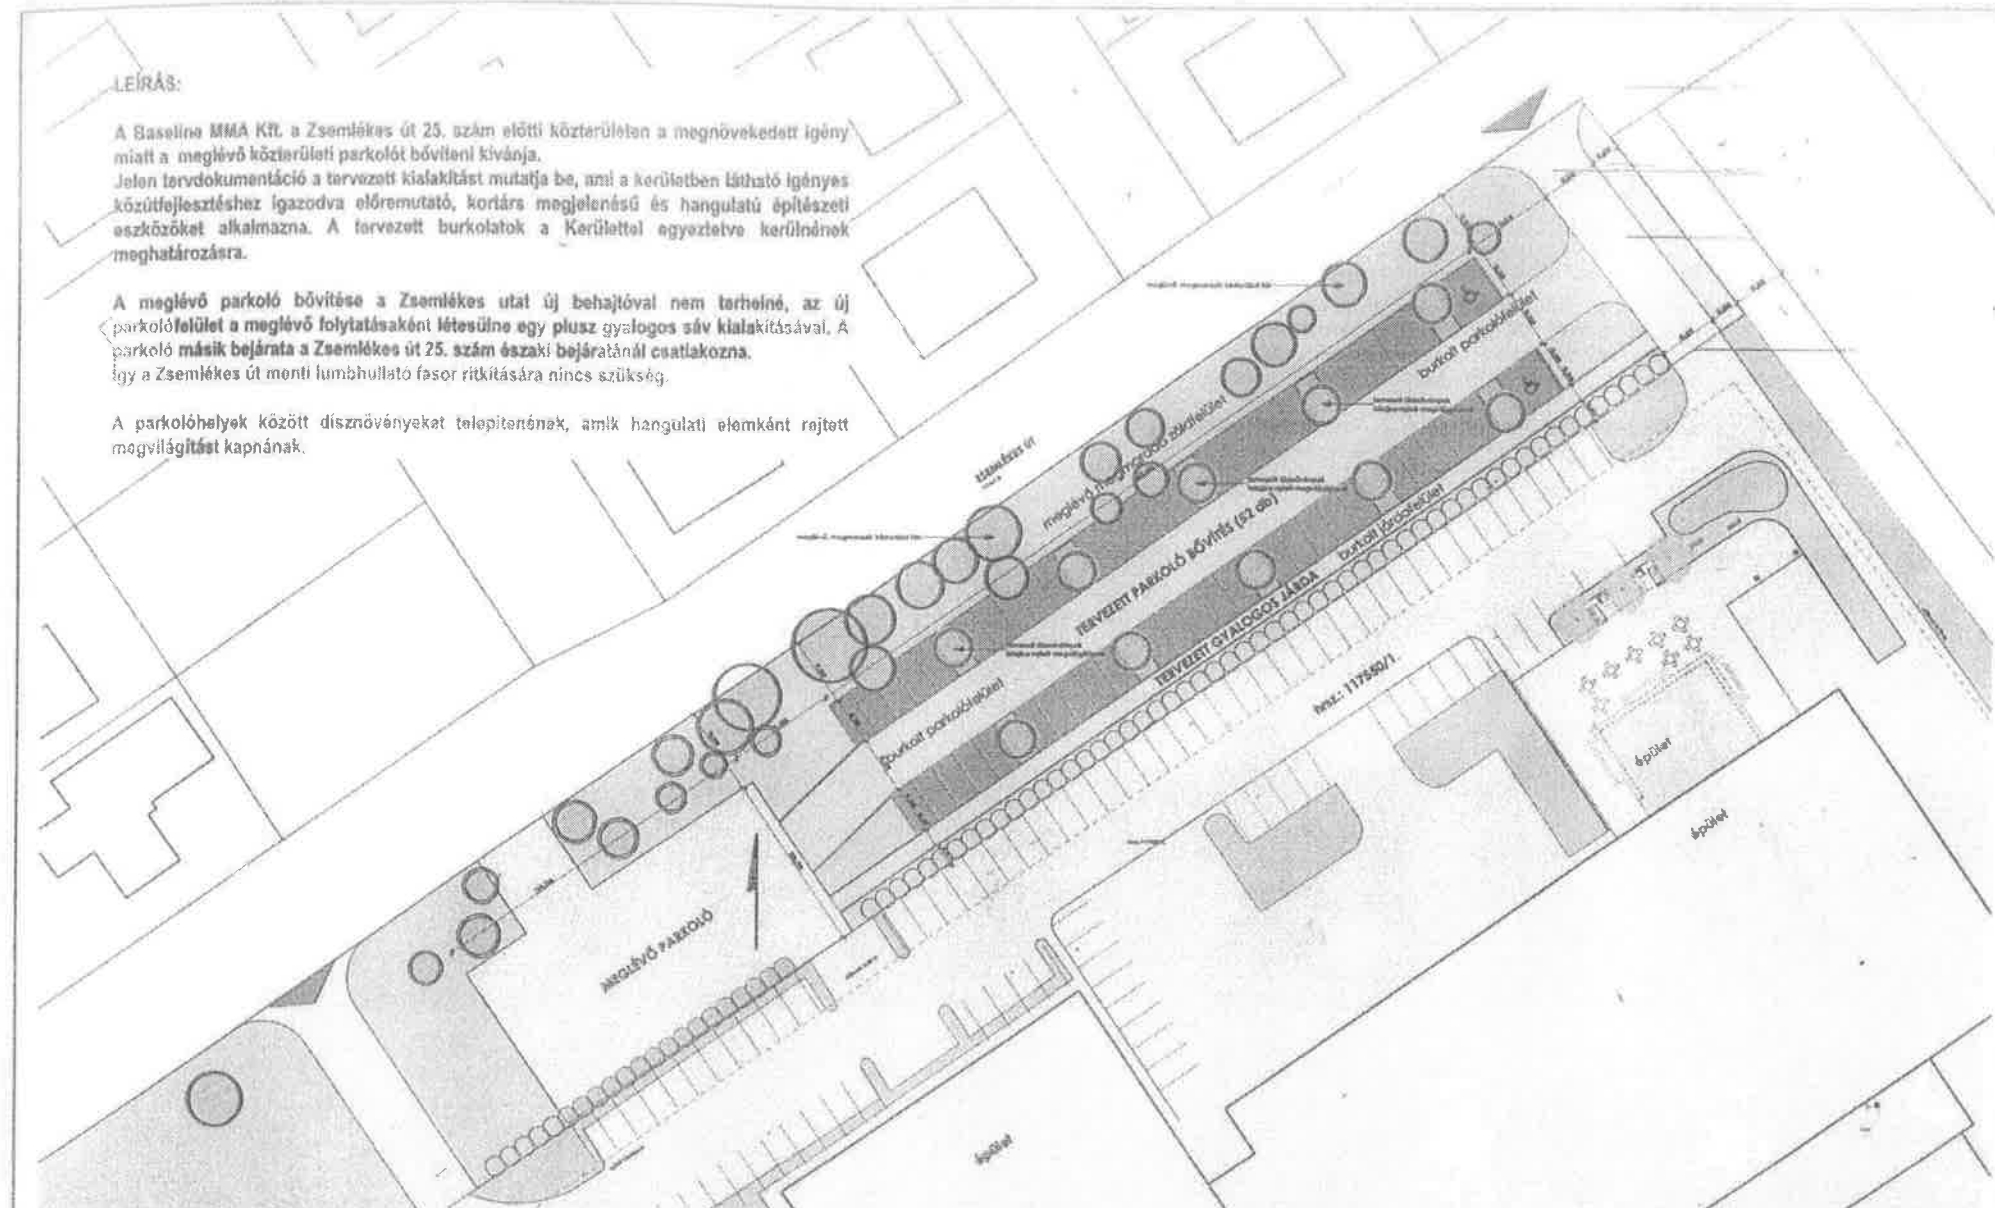 LEÍRÁS:
A Baseline MMA Kft. a Zsemlékes út 25. szám előtti közterületen a megnövekedett igény
miatt a meglévő közterületi parkolót bővíteni kívánja.
Jelen tervdokumentáció a tervezett kialakítást mutatja be, ami a kerületben látható igényes
közútfejlesztéshez igazodva előremutató, kortárs megjelenésű és hangulatú építészeti
eszközöket alkalmazna. A tervezett burkolatok a Kerülettel egyeztetve kerülnének
meghatározásra.
A meglévő parkoló bővítése a Zsemlékes utat új behajtóval nem terhelné, az új
parkolófelület a meglévő folytatásaként létesülne egy plusz gyalogos sáv kialakításával. A
parkoló másik bejárata a Zsemlékes út 25. szám északi bejáratánál csatlakozna.
Így a Zsemlékes út menti lombhullató fasor ritkítására nincs szükség.
A parkolóhelyek között dísznövényeket telepítenének, amik hangulati elemként rejtett
megvilágítást kapnának.
ZSEMLÉKES ÚT
meglévő megmaradó zöldfelület
burkolt parkolófelület
TERVEZETT PARKOLÓ BŐVÍTÉS (52 db)
burkolt járdafelület
TERVEZETT GYALOGOS JÁRDA
burkolt parkolófelület
hrsz.: 117550/1.
MEGLÉVŐ PARKOLÓ
épület
épület
épület